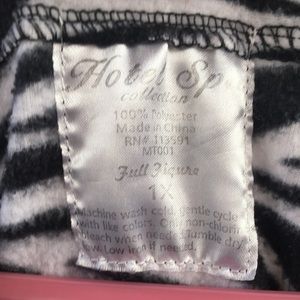 Hotel Sp
collection
100% Polyester
Made in China
RN# 113591
MT001
Full Figure
1X
Machine wash cold, gentle cycle
with like colors. Only non-chlorine
bleach when needed. Tumble dry
low. Low iron if needed.